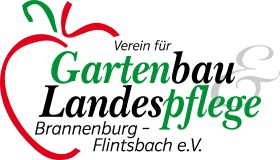 Verein für
Gartenbau &
Landespflege
Brannenburg –
Flintsbach e.V.